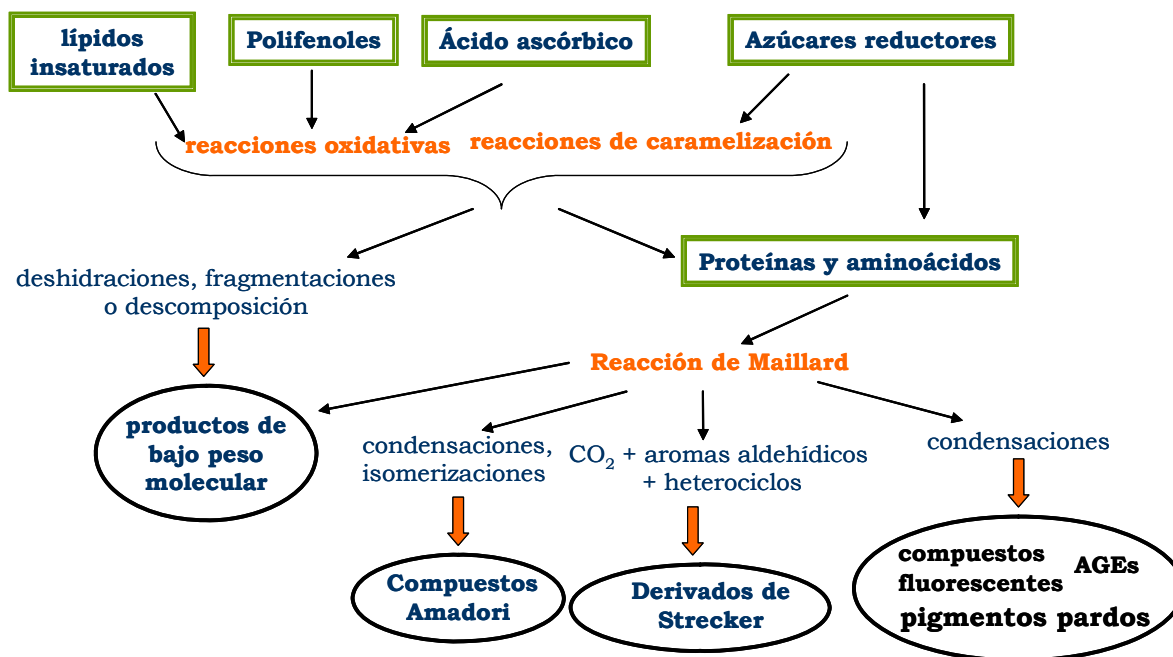 lípidos
insaturados
Polifenoles
Ácido ascórbico
Azúcares reductores
reacciones oxidativas
reacciones de caramelización
deshidraciones, fragmentaciones
o descomposición
Proteínas y aminoácidos
Reacción de Maillard
productos de
bajo peso
molecular
condensaciones,
isomerizaciones
CO₂ + aromas aldehídicos
+ heterociclos
condensaciones
Compuestos
Amadori
Derivados de
Strecker
compuestos
fluorescentes
AGEs
pigmentos pardos